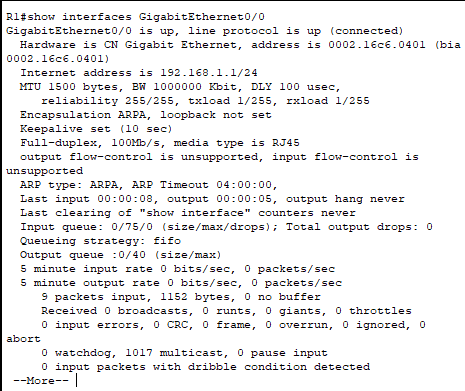 R1#show interfaces GigabitEthernet0/0
GigabitEthernet0/0 is up, line protocol is up (connected)
Hardware is CN Gigabit Ethernet, address is 0002.16c6.0401 (bia
0002.16c6.0401)
Internet address is 192.168.1.1/24
MTU 1500 bytes, BW 1000000 Kbit, DLY 100 usec,
reliability 255/255, txload 1/255, rxload 1/255
Encapsulation ARPA, loopback not set
Keepalive set (10 sec)
Full-duplex, 100Mb/s, media type is RJ45
output flow-control is unsupported, input flow-control is
unsupported
ARP type: ARPA, ARP Timeout 04:00:00,
Last input 00:00:08, output 00:00:05, output hang never
Last clearing of "show interface" counters never
Input queue: 0/75/0 (size/max/drops); Total output drops: 0
Queueing strategy: fifo
Output queue :0/40 (size/max)
5 minute input rate 0 bits/sec, 0 packets/sec
5 minute output rate 0 bits/sec, 0 packets/sec
9 packets input, 1152 bytes, 0 no buffer
Received 0 broadcasts, 0 runts, 0 giants, 0 throttles
0 input errors, 0 CRC, 0 frame, 0 overrun, 0 ignored, 0
abort
0 watchdog, 1017 multicast, 0 pause input
0 input packets with dribble condition detected
--More--